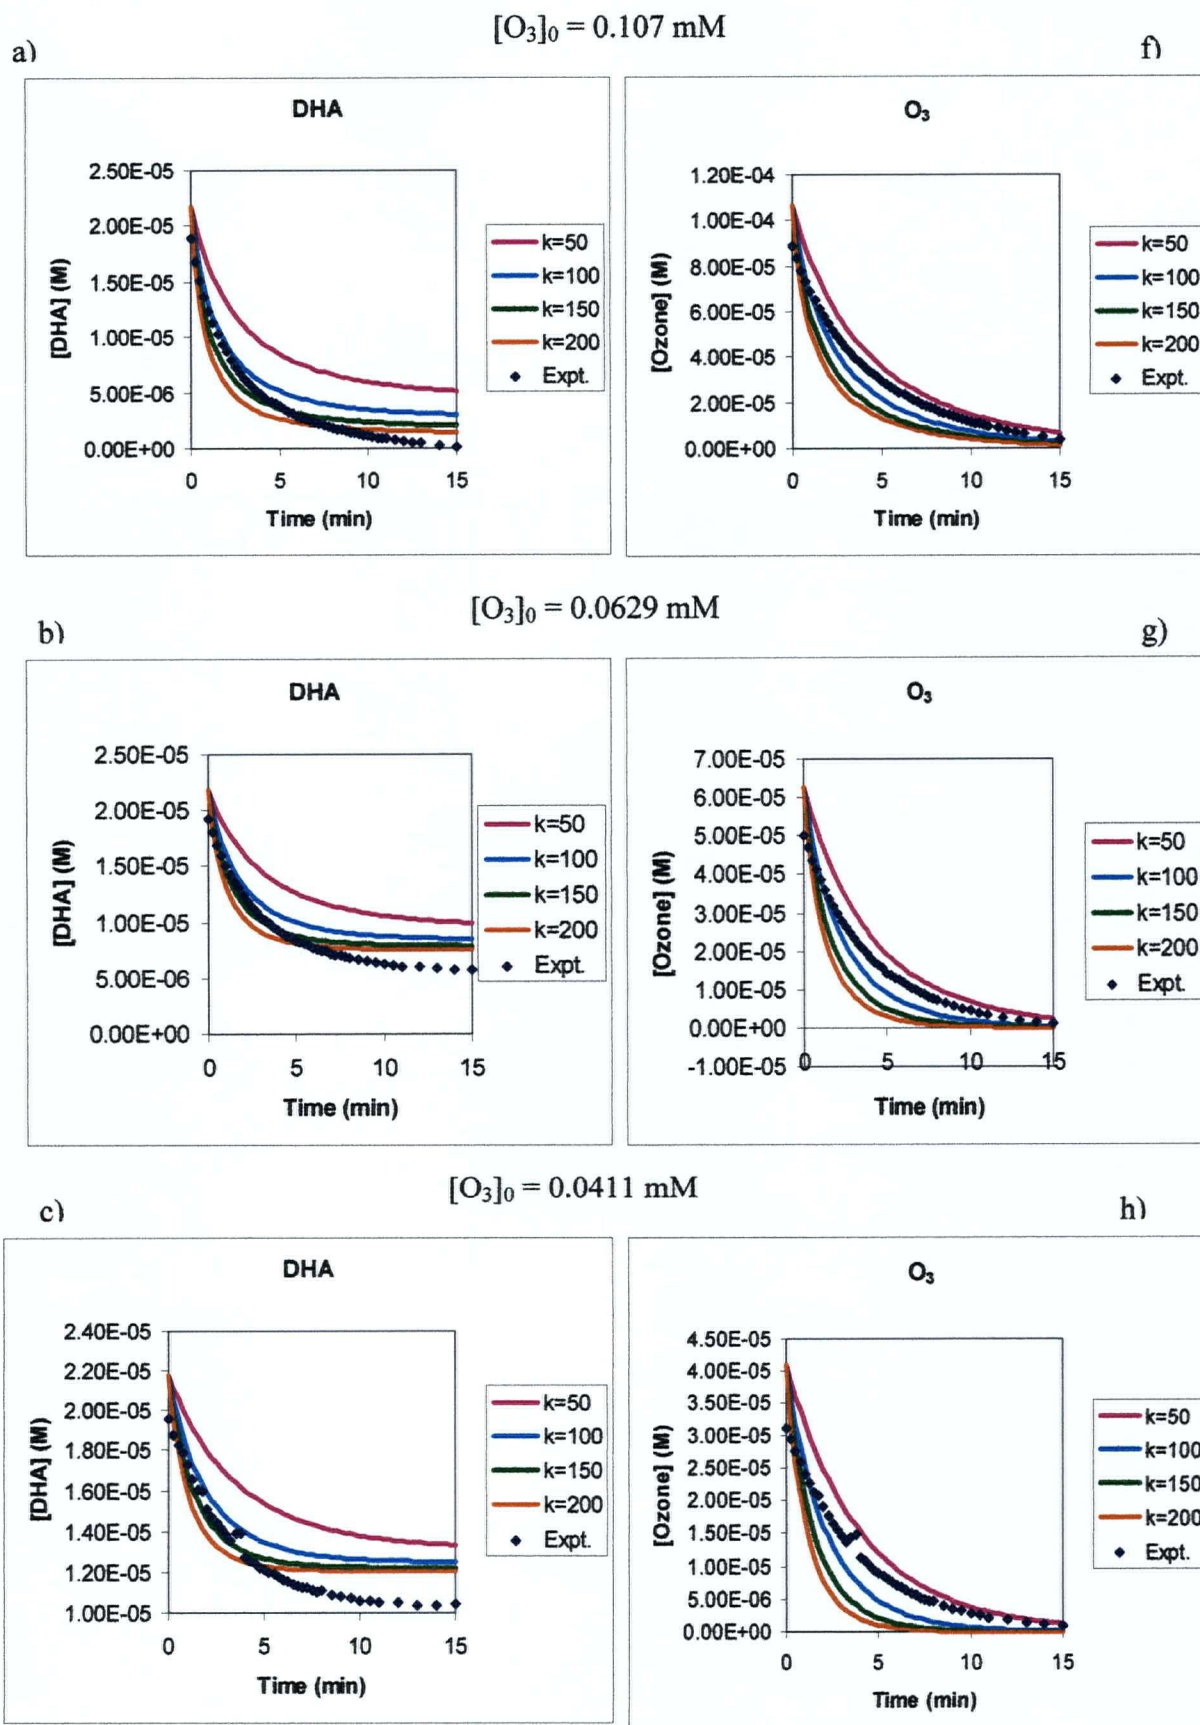 [O₃]₀ = 0.107 mM
a)
f)
DHA
2.50E-05
2.00E-05
1.50E-05
1.00E-05
5.00E-06
0.00E+00
[DHA] (M)
0 5 10 15
Time (min)
k=50
k=100
k=150
k=200
Expt.
O₃
1.20E-04
1.00E-04
8.00E-05
6.00E-05
4.00E-05
2.00E-05
0.00E+00
[Ozone] (M)
0 5 10 15
Time (min)
k=50
k=100
k=150
k=200
Expt.
[O₃]₀ = 0.0629 mM
b)
g)
DHA
2.50E-05
2.00E-05
1.50E-05
1.00E-05
5.00E-06
0.00E+00
[DHA] (M)
0 5 10 15
Time (min)
k=50
k=100
k=150
k=200
Expt.
O₃
7.00E-05
6.00E-05
5.00E-05
4.00E-05
3.00E-05
2.00E-05
1.00E-05
0.00E+00
-1.00E-05
[Ozone] (M)
0 5 10 15
Time (min)
k=50
k=100
k=150
k=200
Expt.
[O₃]₀ = 0.0411 mM
c)
h)
DHA
2.40E-05
2.20E-05
2.00E-05
1.80E-05
1.60E-05
1.40E-05
1.20E-05
1.00E-05
[DHA] (M)
0 5 10 15
Time (min)
k=50
k=100
k=150
k=200
Expt.
O₃
4.50E-05
4.00E-05
3.50E-05
3.00E-05
2.50E-05
2.00E-05
1.50E-05
1.00E-05
5.00E-06
0.00E+00
[Ozone] (M)
0 5 10 15
Time (min)
k=50
k=100
k=150
k=200
Expt.